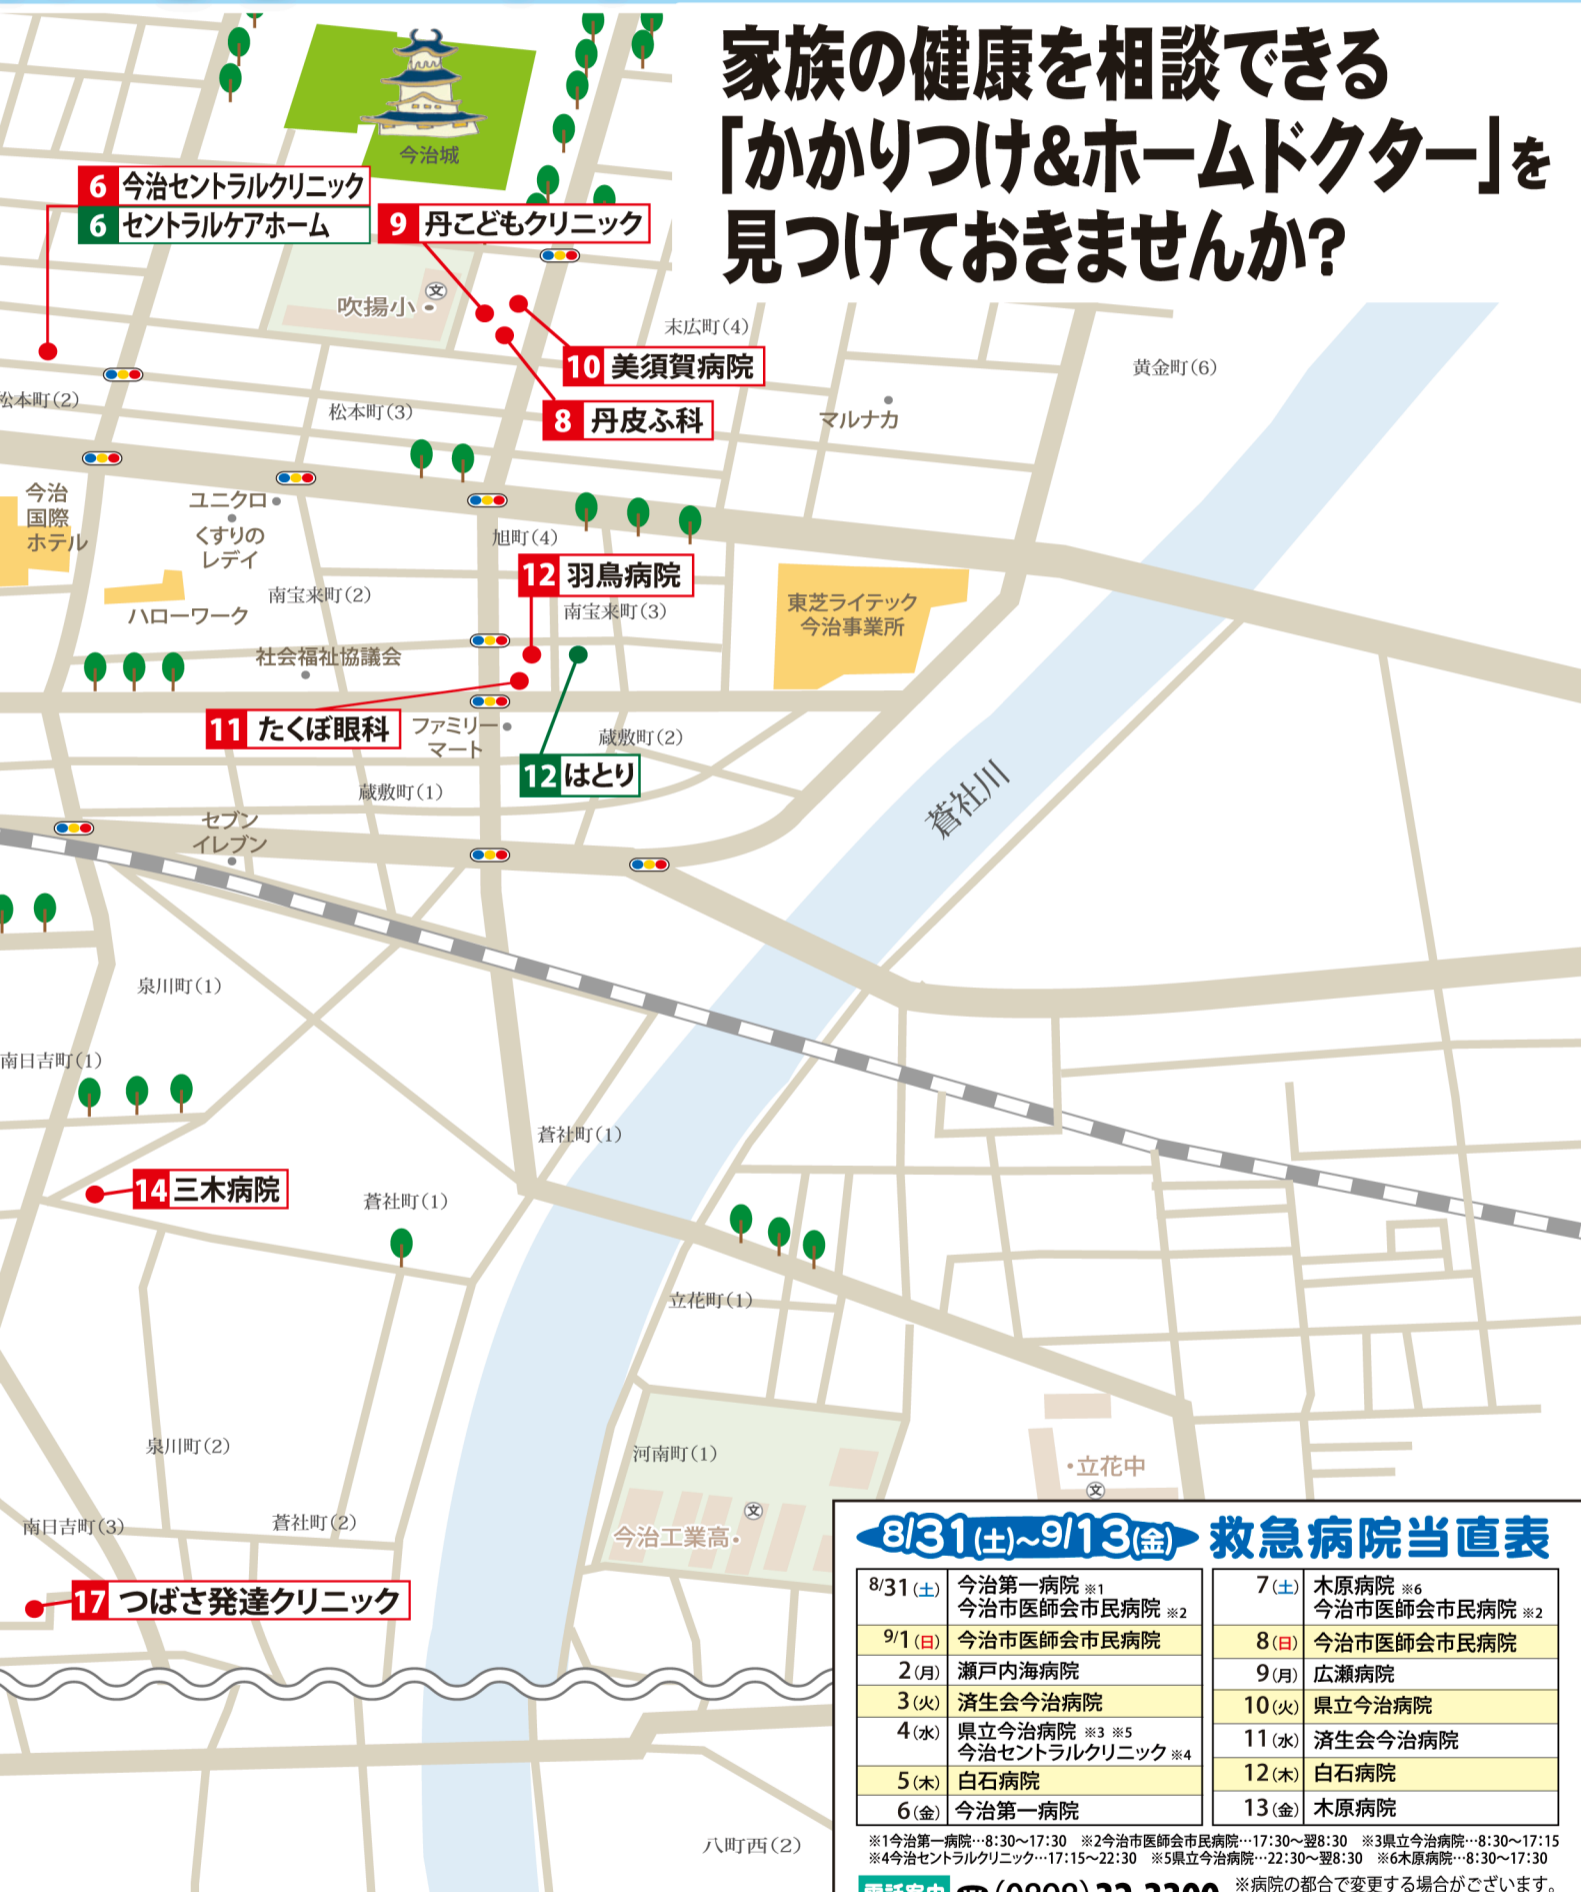 家族の健康を相談できる
「かかりつけ&ホームドクター」を
見つけておきませんか?
今治城
6 今治セントラルクリニック
6 セントラルケアホーム
9 丹こどもクリニック
吹揚小
文
末広町(4)
10 美須賀病院
黄金町(6)
松本町(2)
松本町(3)
8 丹皮ふ科
マルナカ
今治
国際
ホテル
ユニクロ
くすりの
レデイ
旭町(4)
12 羽鳥病院
ハローワーク
南宝来町(2)
南宝来町(3)
東芝ライテック
今治事業所
社会福祉協議会
11 たくぼ眼科
ファミリー
マート
蔵敷町(2)
12 はとり
蔵敷町(1)
蒼社川
セブン
イレブン
泉川町(1)
南日吉町(1)
蒼社町(1)
14 三木病院
蒼社町(1)
立花町(1)
泉川町(2)
河南町(1)
立花中
文
南日吉町(3)
蒼社町(2)
文
今治工業高
17 つばさ発達クリニック
八町西(2)
8/31(土)~9/13(金) 救急病院当直表
8/31(土) 今治第一病院 ※1
今治市医師会市民病院 ※2
9/1(日) 今治市医師会市民病院
2(月) 瀬戸内海病院
3(火) 済生会今治病院
4(水) 県立今治病院 ※3 ※5
今治セントラルクリニック ※4
5(木) 白石病院
6(金) 今治第一病院
7(土) 木原病院 ※6
今治市医師会市民病院 ※2
8(日) 今治市医師会市民病院
9(月) 広瀬病院
10(火) 県立今治病院
11(水) 済生会今治病院
12(木) 白石病院
13(金) 木原病院
※1今治第一病院…8:30〜17:30 ※2今治市医師会市民病院…17:30〜翌8:30 ※3県立今治病院…8:30〜17:15
※4今治セントラルクリニック…17:15〜22:30 ※5県立今治病院…22:30〜翌8:30 ※6木原病院…8:30〜17:30
※病院の都合で変更する場合がございます。